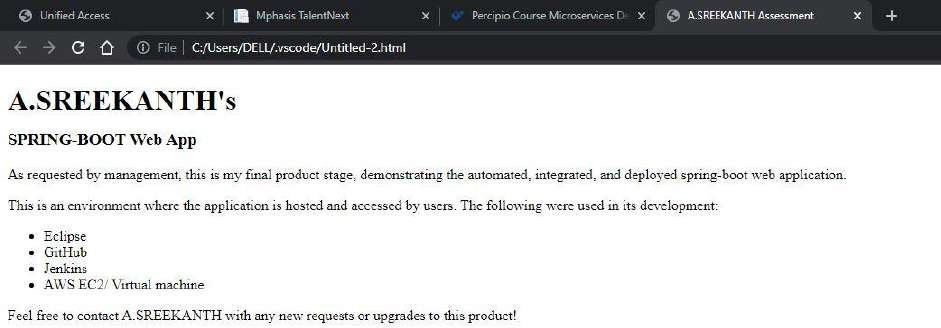 Unified Access
Mphasis TalentNext
Percipio Course Microservices De
A.SREEKANTH Assessment
File
C:/Users/DELL/.vscode/Untitled-2.html
A.SREEKANTH's
SPRING-BOOT Web App
As requested by management, this is my final product stage, demonstrating the automated, integrated, and deployed spring-boot web application.
This is an environment where the application is hosted and accessed by users. The following were used in its development:
• Eclipse
• GitHub
• Jenkins
• AWS EC2/ Virtual machine
Feel free to contact A.SREEKANTH with any new requests or upgrades to this product!